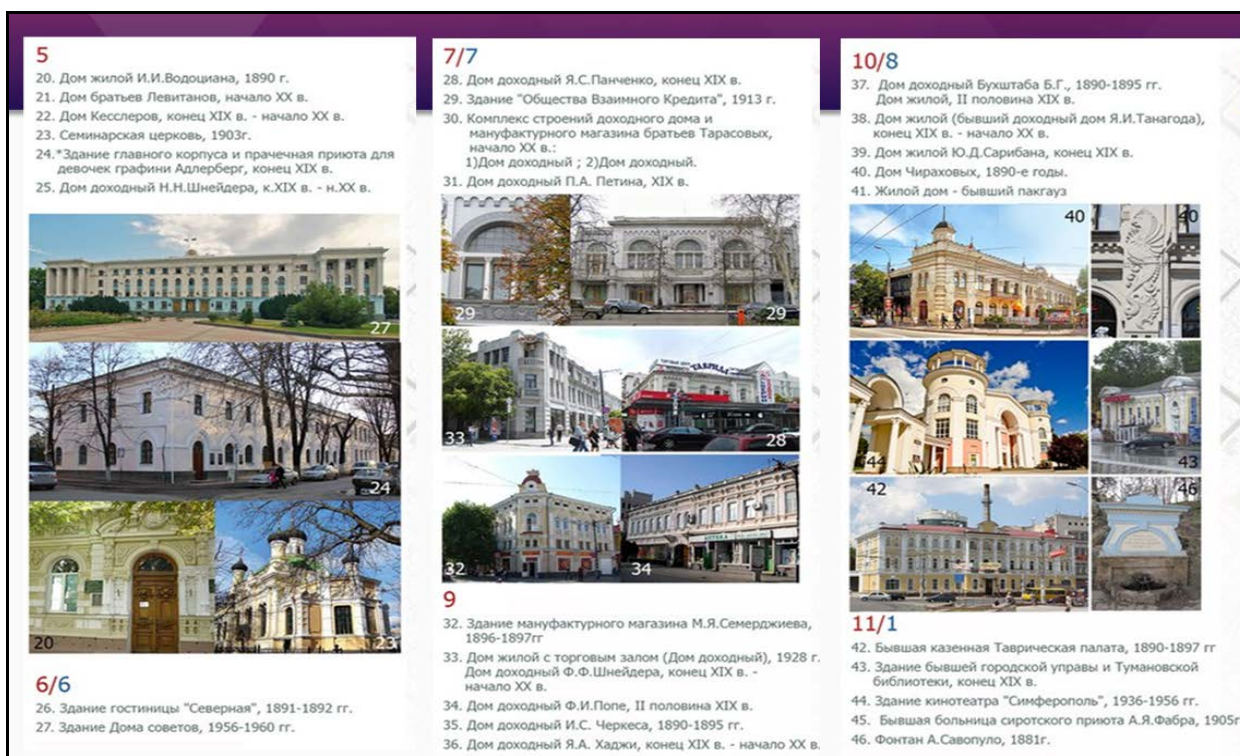 5
20. Дом жилой И.И.Водоциана, 1890 г.
21. Дом братьев Левитанов, начало XX в.
22. Дом Кесслеров, конец XIX в. - начало XX в.
23. Семинарская церковь, 1903г.
24.*Здание главного корпуса и прачечная приюта для
девочек графини Адлерберг, конец XIX в.
25. Дом доходный Н.Н.Шнейдера, к.XIX в. - н.XX в.
27
24
20
23
6/6
26. Здание гостиницы "Северная", 1891-1892 гг.
27. Здание Дома советов, 1956-1960 гг.
7/7
28. Дом доходный Я.С.Панченко, конец XIX в.
29. Здание "Общества Взаимного Кредита", 1913 г.
30. Комплекс строений доходного дома и
мануфактурного магазина братьев Тарасовых,
начало XX в.:
1)Дом доходный ; 2)Дом доходный.
31. Дом доходный П.А. Петина, XIX в.
29
29
ТОРГОВЫЙ ЦЕНТР
ТАВРИДА
33
28
АПТЕКА
32
34
9
32. Здание мануфактурного магазина М.Я.Семерджиева,
1896-1897гг
33. Дом жилой с торговым залом (Дом доходный), 1928 г.
Дом доходный Ф.Ф.Шнейдера, конец XIX в. -
начало XX в.
34. Дом доходный Ф.И.Попе, II половина XIX в.
35. Дом доходный И.С. Черкеса, 1890-1895 гг.
36. Дом доходный Я.А. Хаджи, конец XIX в. - начало XX в.
10/8
37. Дом доходный Бухштаба Б.Г., 1890-1895 гг.
Дом жилой, II половина XIX в.
38. Дом жилой (бывший доходный дом Я.И.Танагода),
конец XIX в. - начало XX в.
39. Дом жилой Ю.Д.Сарибана, конец XIX в.
40. Дом Чираховых, 1890-е годы.
41. Жилой дом - бывший пакгауз
40
40
44
43
42
46
11/1
42. Бывшая казенная Таврическая палата, 1890-1897 гг
43. Здание бывшей городской управы и Тумановской
библиотеки, конец XIX в.
44. Здание кинотеатра "Симферополь", 1936-1956 гг.
45. Бывшая больница сиротского приюта А.Я.Фабра, 1905г
46. Фонтан А.Савопуло, 1881г.